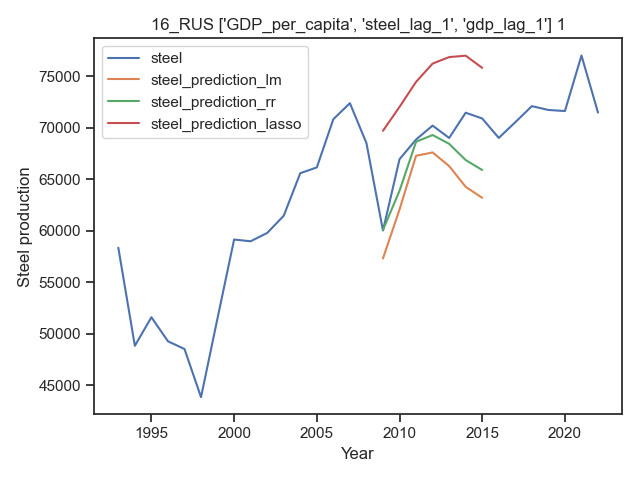 16_RUS ['GDP_per_capita', 'steel_lag_1', 'gdp_lag_1'] 1
steel
steel_prediction_lm
steel_prediction_rr
steel_prediction_lasso
Steel production
75000
70000
65000
60000
55000
50000
45000
1995 2000 2005 2010 2015 2020
Year